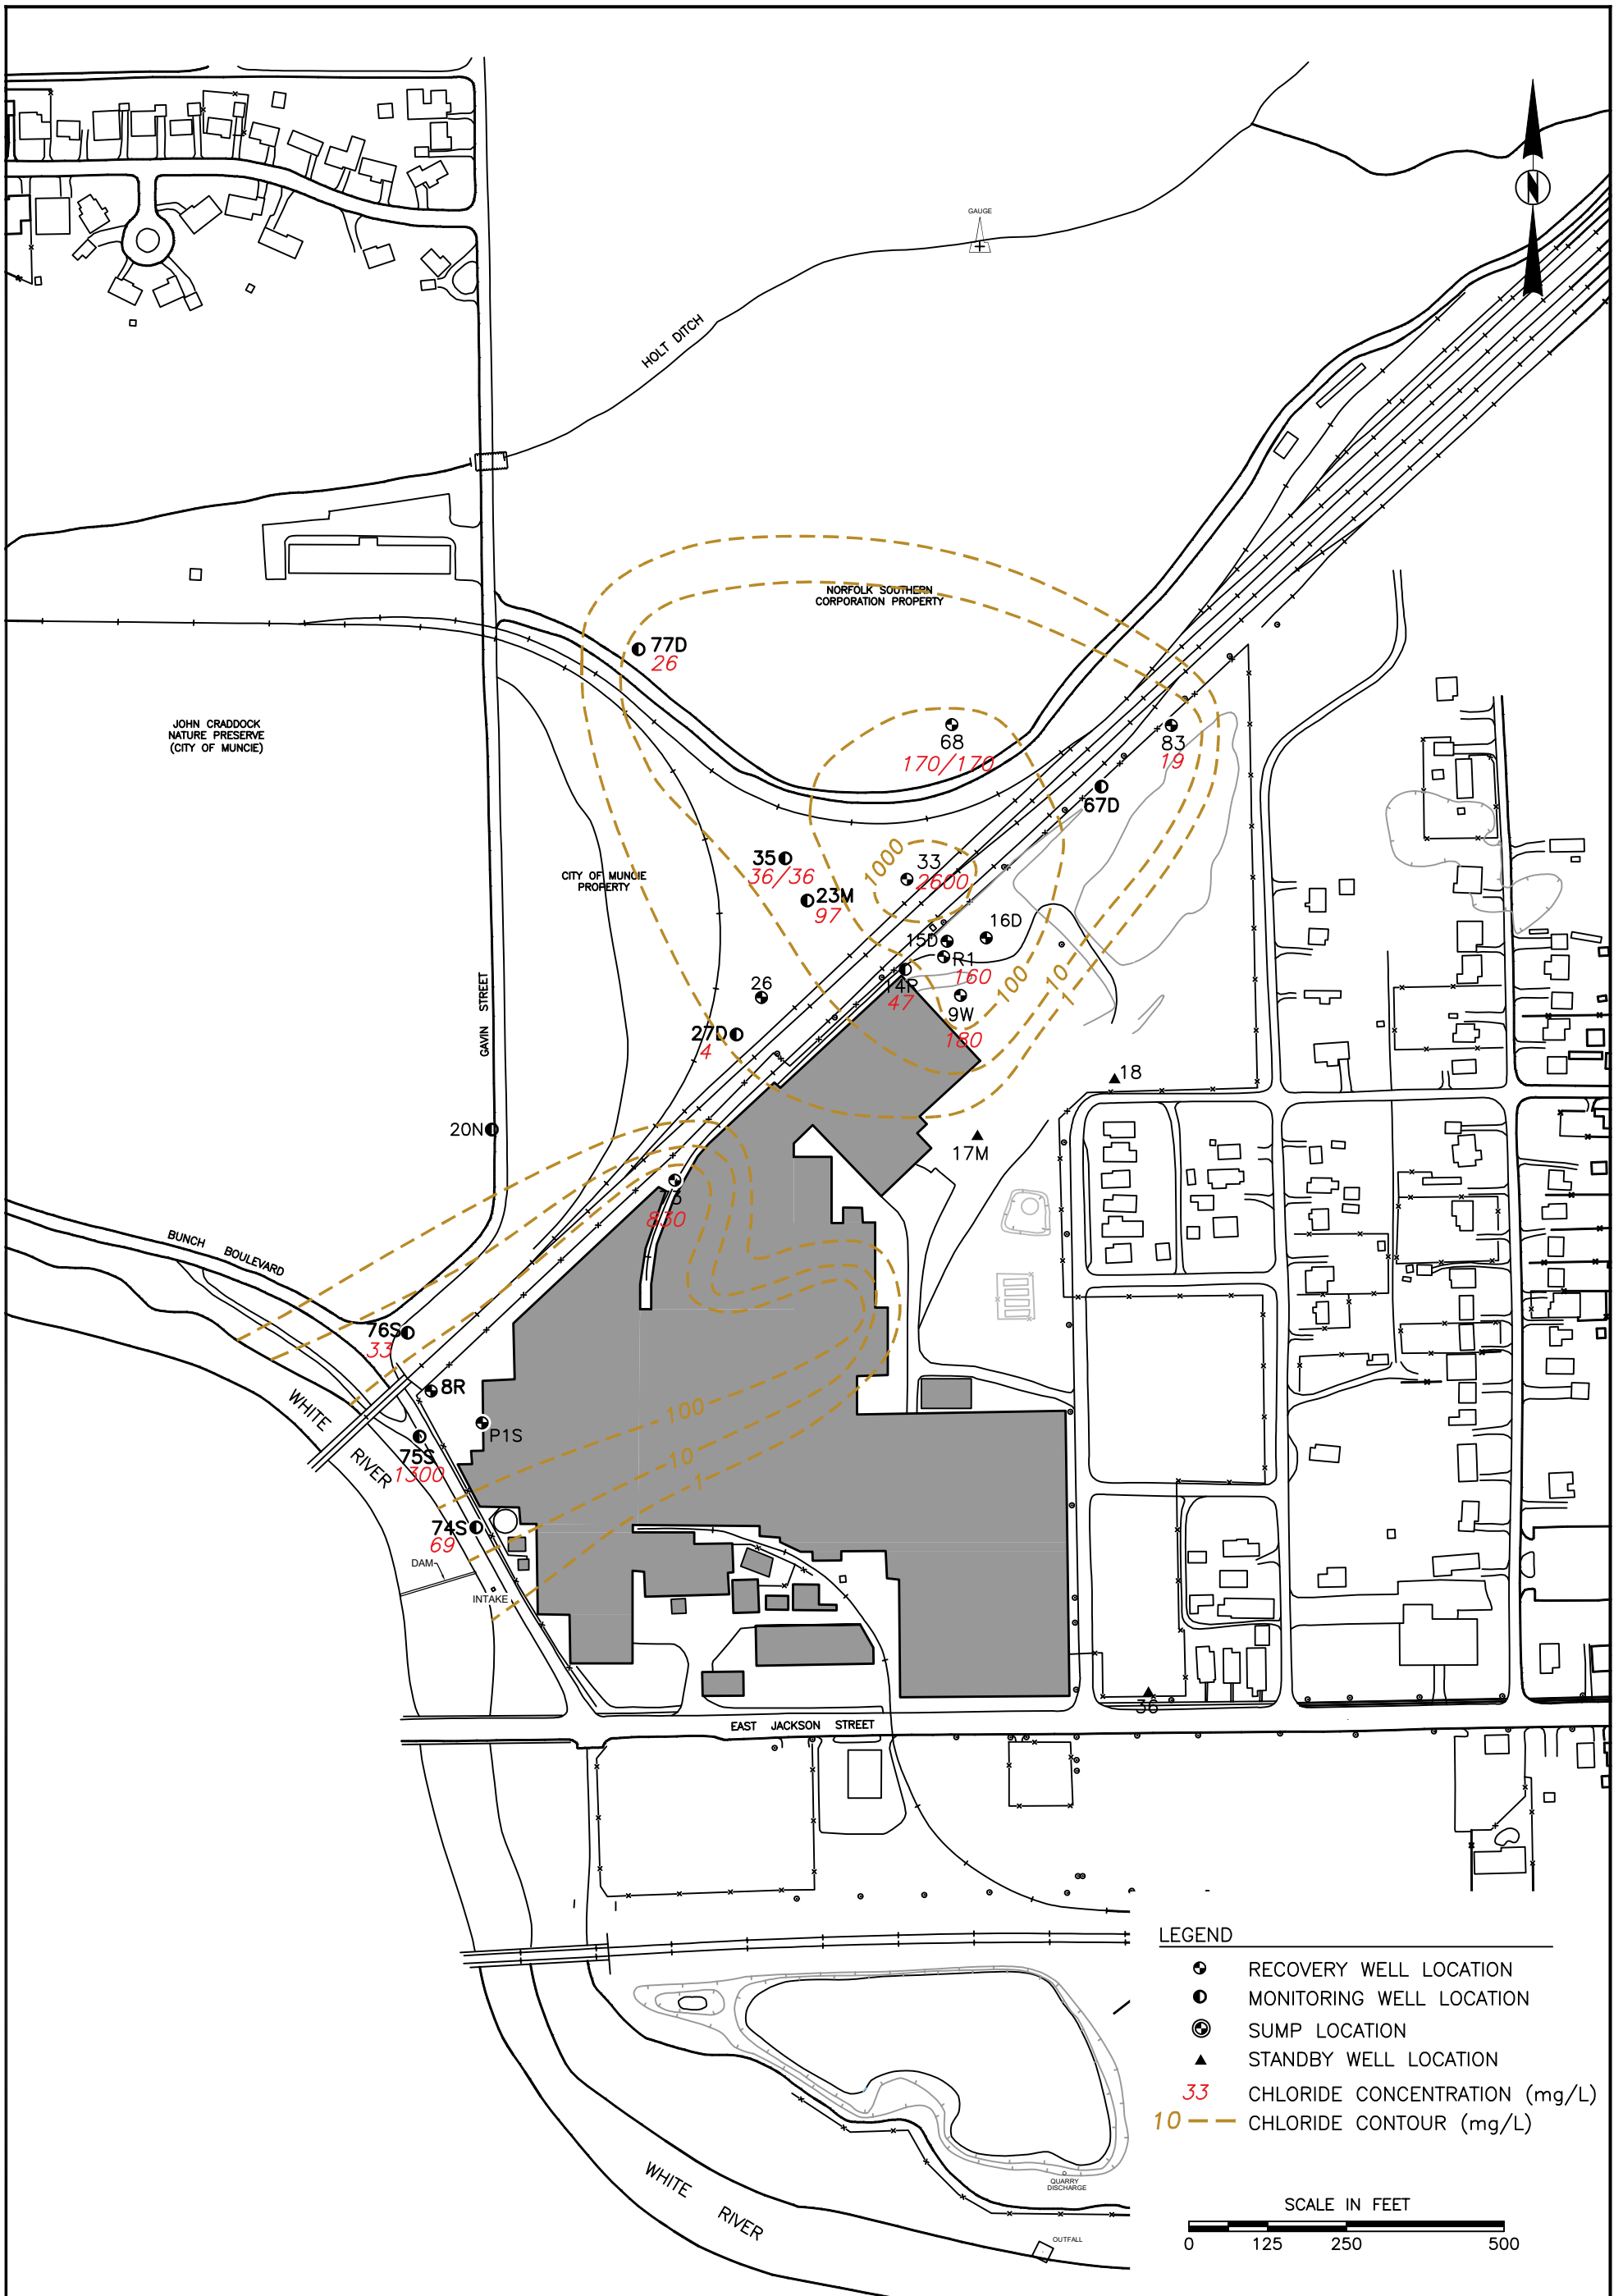 GAUGE
HOLT DITCH
NORFOLK SOUTHERN
CORPORATION PROPERTY
77D
26
JOHN CRADDOCK
NATURE PRESERVE
(CITY OF MUNCIE)
68
170/170
83
19
67D
35
36/36
33
2600
1000
CITY OF MUNCIE
PROPERTY
23M
97
16D
15D
R1
160
14R
47
100
10
1
26
9W
180
27D
4
GAVIN STREET
18
20N
17M
73
830
BUNCH BOULEVARD
76S
33
8R
WHITE
RIVER
P1S
100
75S
1300
10
1
74S
69
DAM
INTAKE
36
EAST JACKSON STREET
LEGEND
RECOVERY WELL LOCATION
MONITORING WELL LOCATION
SUMP LOCATION
STANDBY WELL LOCATION
33 CHLORIDE CONCENTRATION (mg/L)
10 CHLORIDE CONTOUR (mg/L)
QUARRY
DISCHARGE
WHITE
RIVER
OUTFALL
SCALE IN FEET
0 125 250 500
N